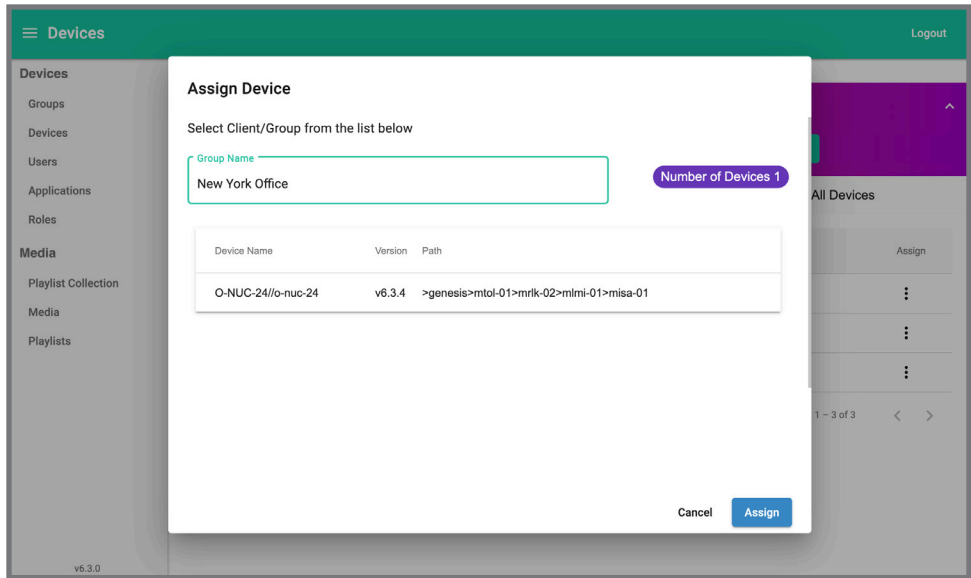 Devices
Logout
Devices
Groups
Devices
Users
Applications
Roles
Media
Playlist Collection
Media
Playlists
v6.3.0
Assign Device
Select Client/Group from the list below
Group Name
New York Office
Number of Devices 1
Device Name Version Path
O-NUC-24//o-nuc-24 v6.3.4 >genesis>mtol-01>mrlk-02>mlmi-01>misa-01
Cancel Assign
All Devices
Assign
1 – 3 of 3